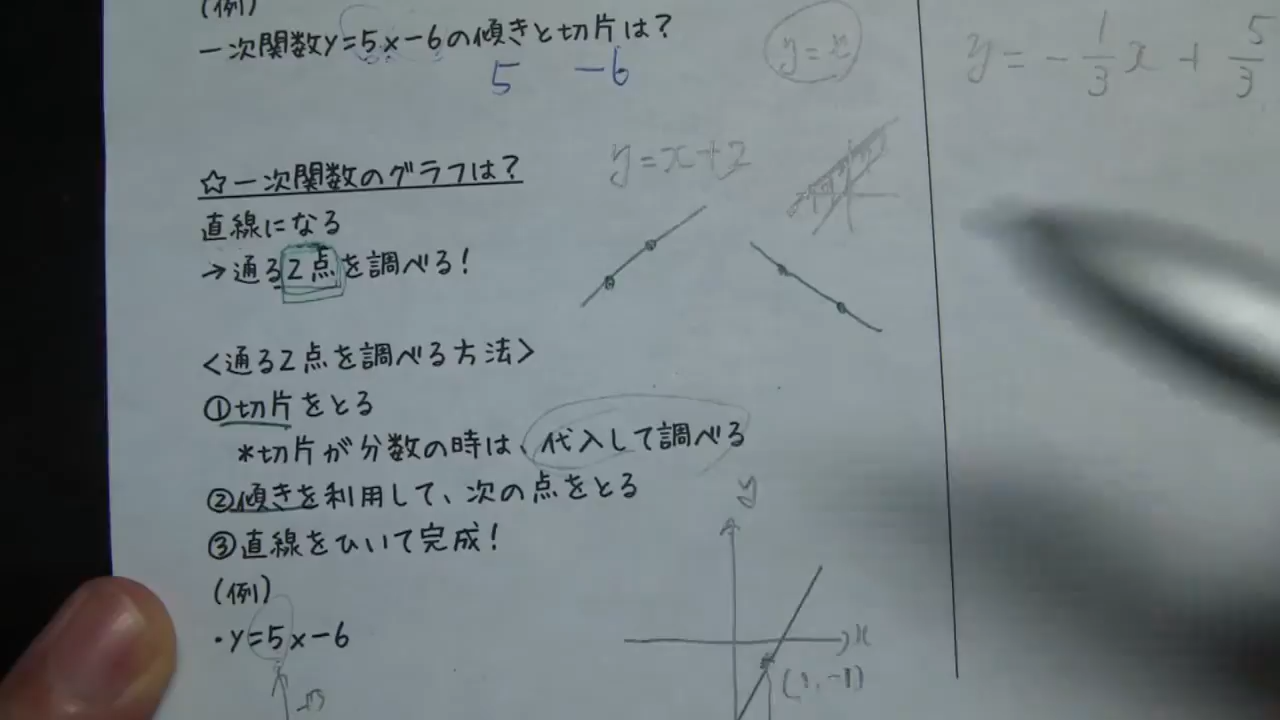 (例)
一次関数y=5x-6の傾きと切片は？
5 -6
y=x
☆一次関数のグラフは？
y=x+2
直線になる
→通る2点を調べる!
<通る2点を調べる方法>
①切片をとる
*切片が分数の時は、代入して調べる
②傾きを利用して、次の点をとる
③直線をひいて完成!
(例)
・y=5x-6
y
x
(1,-1)
y=-1/3x+5/3